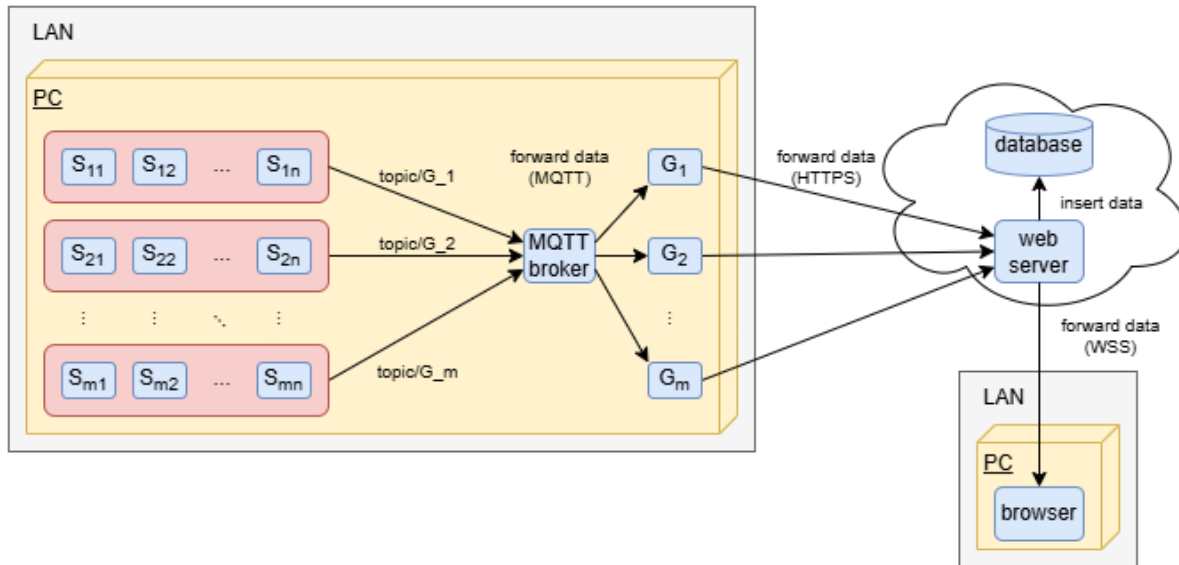 LAN
PC
S11 S12 ... S1n
topic/G_1
forward data
(MQTT)
G1
forward data
(HTTPS)
database
insert data
S21 S22 ... S2n
topic/G_2
MQTT
broker
G2
web
server
⋮ ⋮ ⋱ ⋮
⋮
forward data
(WSS)
Sm1 Sm2 ... Smn
topic/G_m
Gm
LAN
PC
browser